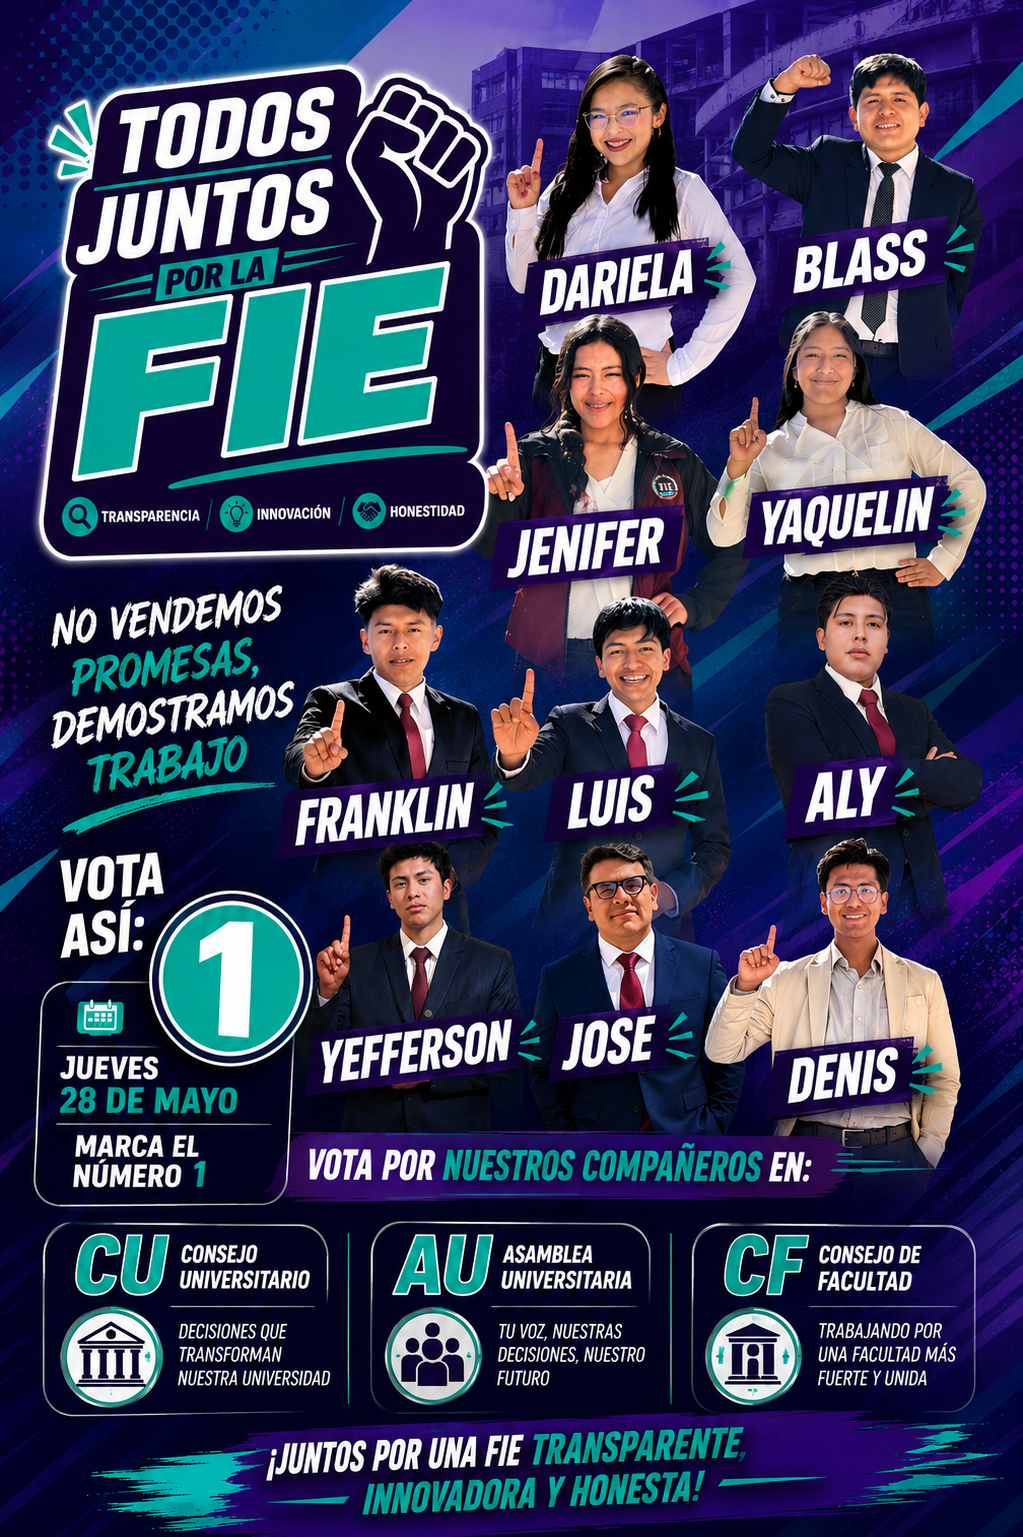 TODOS
JUNTOS
POR LA
FIE
TRANSPARENCIA
INNOVACIÓN
HONESTIDAD
DARIELA
BLASS
JENIFER
FIE
YAQUELIN
NO VENDEMOS
PROMESAS,
DEMOSTRAMOS
TRABAJO
FRANKLIN
LUIS
ALY
VOTA
ASÍ:
1
JUEVES
28 DE MAYO
MARCA EL
NÚMERO 1
YEFFERSON
JOSE
DENIS
VOTA POR NUESTROS COMPAÑEROS EN:
CU
CONSEJO
UNIVERSITARIO
DECISIONES QUE
TRANSFORMAN
NUESTRA UNIVERSIDAD
AU
ASAMBLEA
UNIVERSITARIA
TU VOZ, NUESTRAS
DECISIONES, NUESTRO
FUTURO
CF
CONSEJO DE
FACULTAD
TRABAJANDO POR
UNA FACULTAD MÁS
FUERTE Y UNIDA
¡JUNTOS POR UNA FIE TRANSPARENTE,
INNOVADORA Y HONESTA!